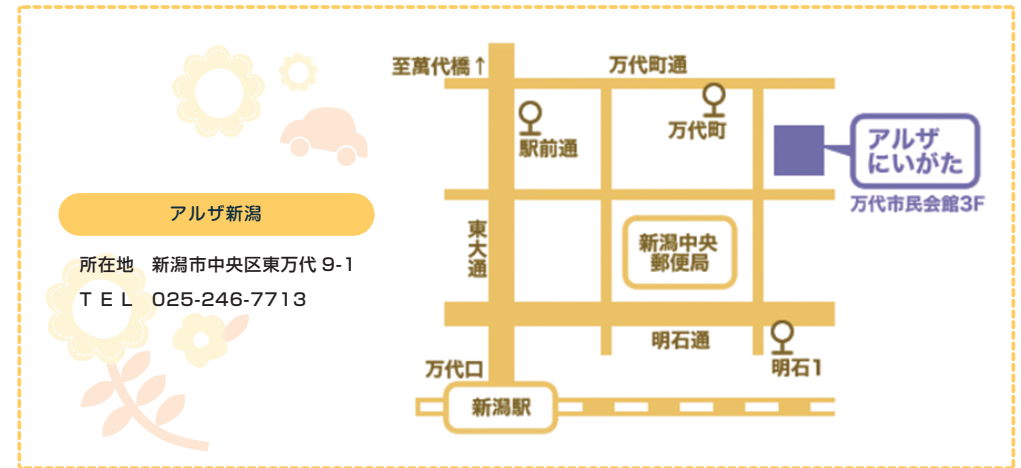 アルザ新潟
所在地 新潟市中央区東万代 9-1
ＴＥＬ 025-246-7713
至萬代橋↑
万代町通
駅前通
万代町
アルザ
にいがた
万代市民会館3F
東大通
新潟中央
郵便局
明石通
明石1
万代口
新潟駅